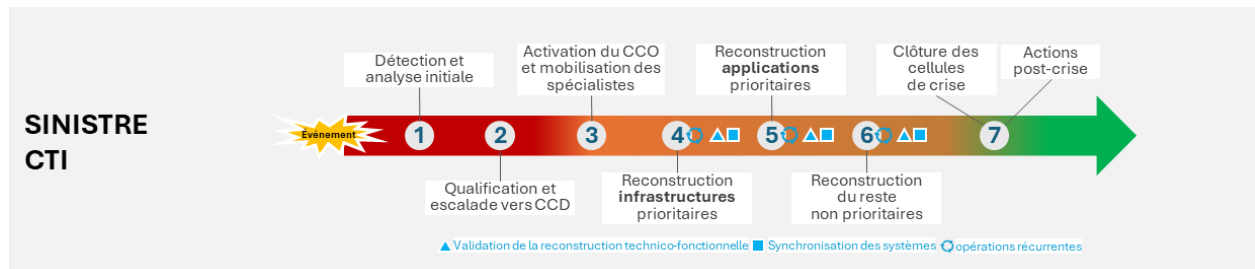 SINISTRE
CTI
Événement
Détection et
analyse initiale
Activation du CCO
et mobilisation des
spécialistes
Reconstruction
applications
prioritaires
Clôture des
cellules
de crise
Actions
post-crise
1
2
3
4
5
6
7
Qualification et
escalade vers CCD
Reconstruction
infrastructures
prioritaires
Reconstruction
du reste
non prioritaires
Validation de la reconstruction technico-fonctionnelle
Synchronisation des systèmes
opérations récurrentes